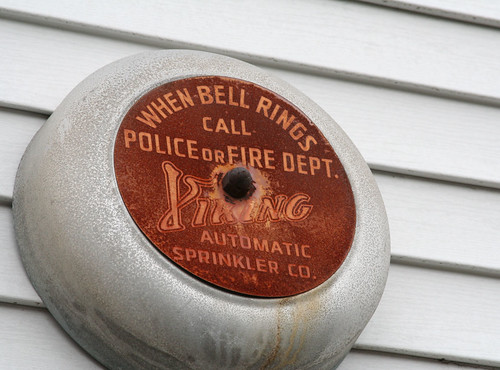 WHEN BELL RINGS
CALL
POLICE OR FIRE DEPT.
VIKING
AUTOMATIC
SPRINKLER CO.